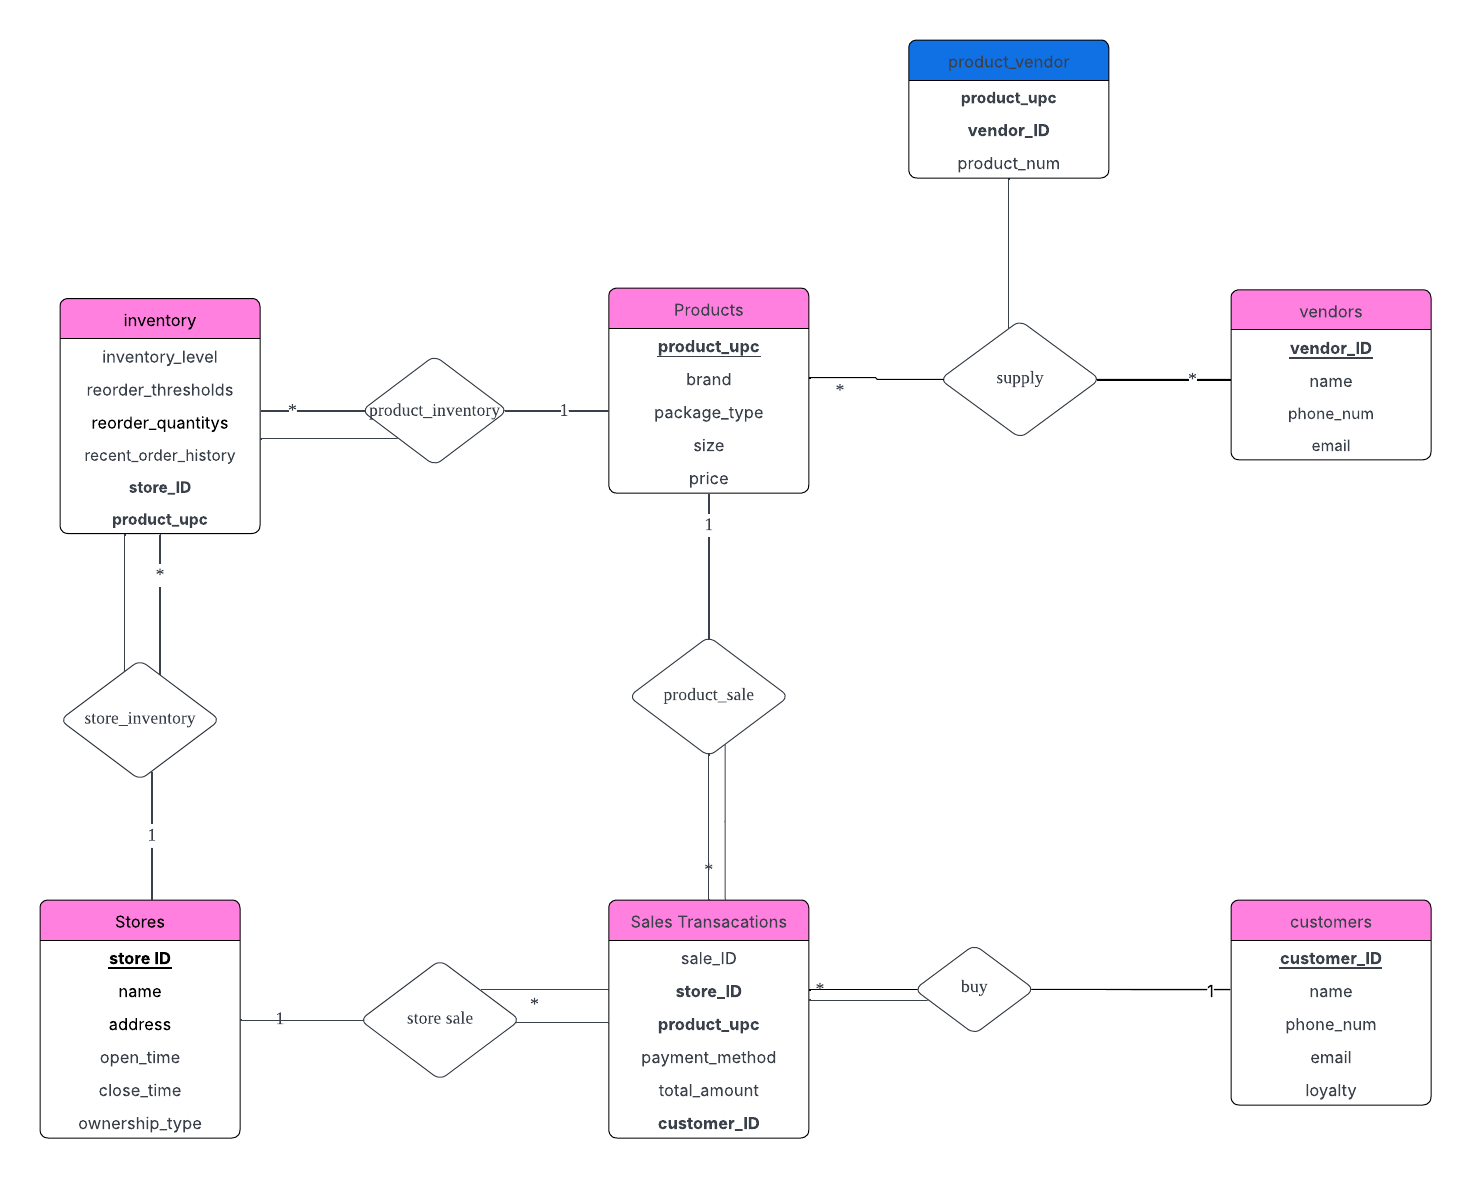 product_vendor
product_upc
vendor_ID
product_num
inventory
inventory_level
reorder_thresholds
reorder_quantitys
recent_order_history
store_ID
product_upc
*
product_inventory
1
Products
product_upc
brand
package_type
size
price
*
supply
*
vendors
vendor_ID
name
phone_num
email
*
store_inventory
1
1
product_sale
*
Stores
store ID
name
address
open_time
close_time
ownership_type
1
store sale
*
Sales Transacations
sale_ID
store_ID
product_upc
payment_method
total_amount
customer_ID
*
buy
1
customers
customer_ID
name
phone_num
email
loyalty